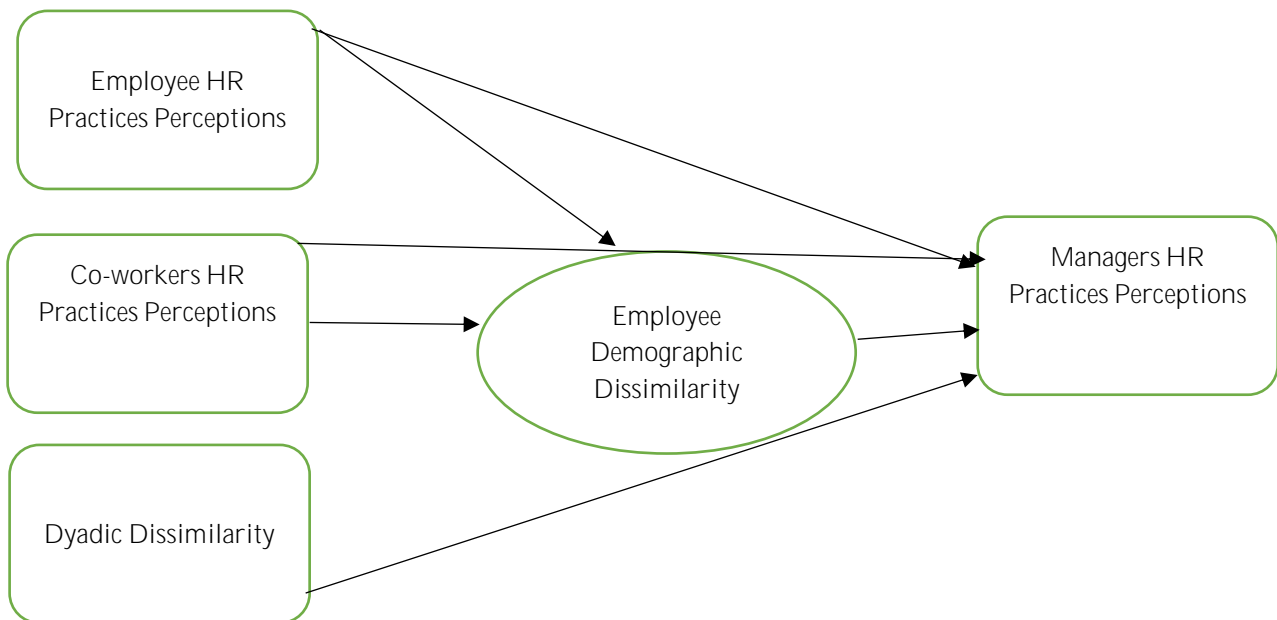 Employee HR
Practices Perceptions
Co-workers HR
Practices Perceptions
Dyadic Dissimilarity
Employee
Demographic
Dissimilarity
Managers HR
Practices Perceptions